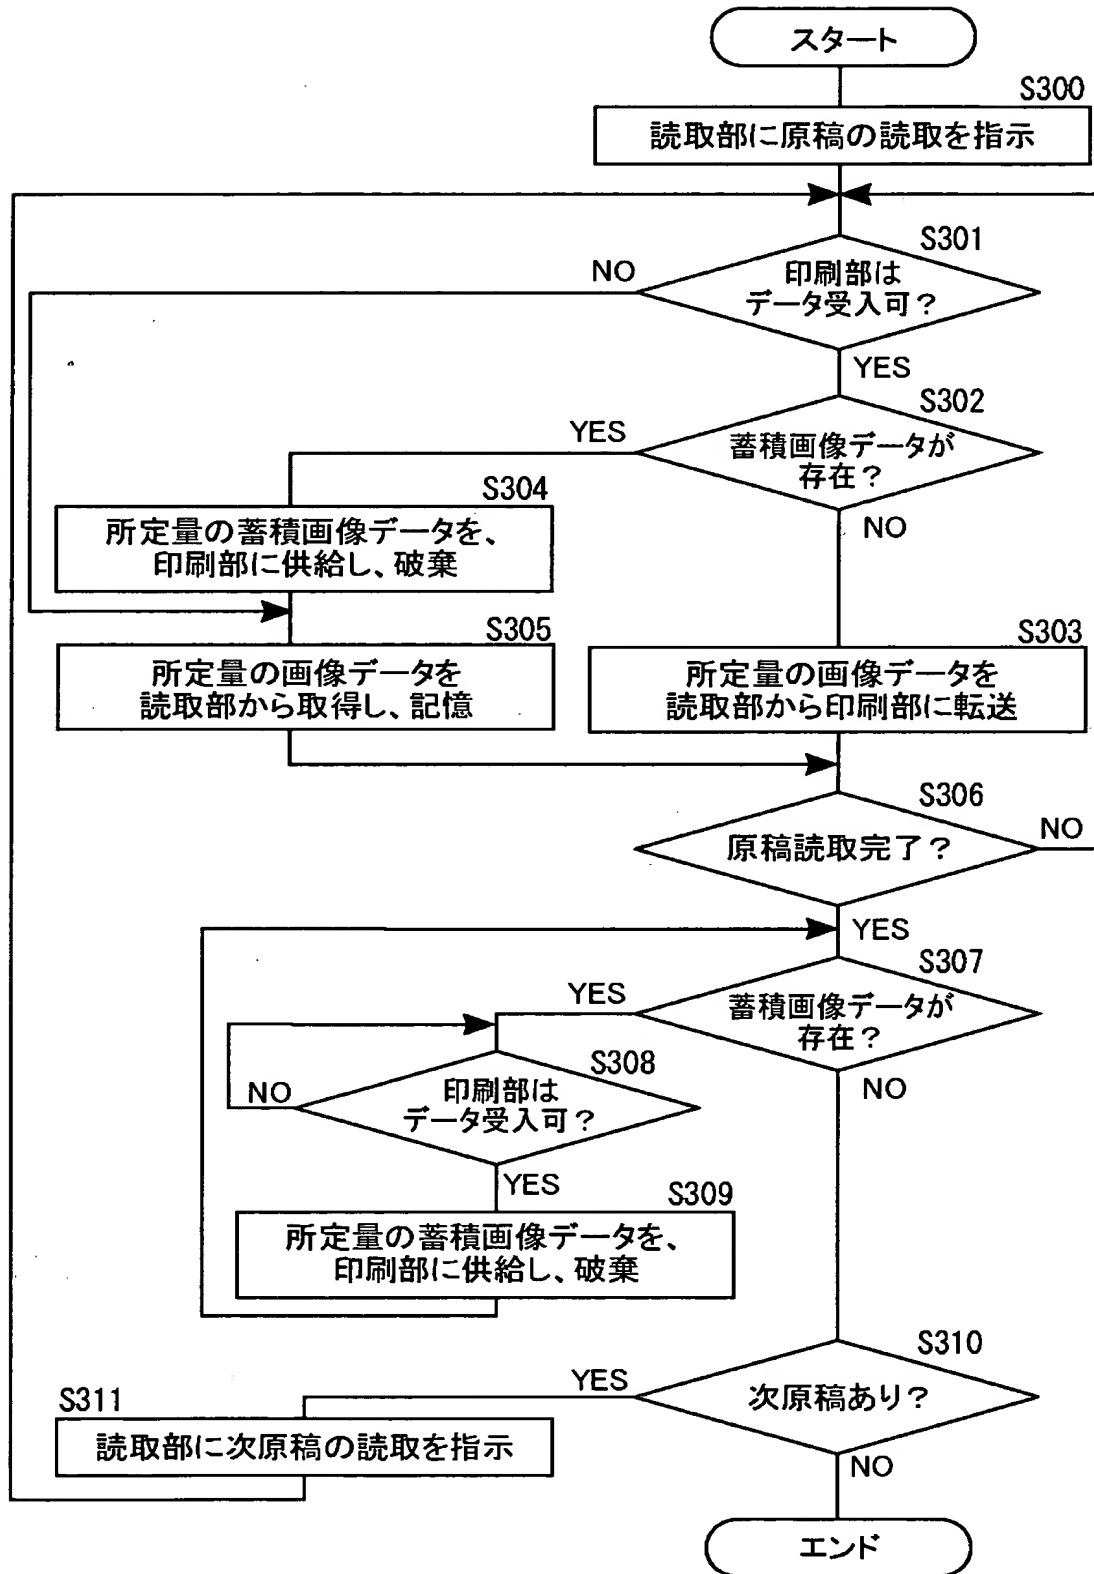 スタート
S300
読取部に原稿の読取を指示
S301
印刷部は
データ受入可？
NO
YES
S302
蓄積画像データが
存在？
YES
NO
S304
所定量の蓄積画像データを、
印刷部に供給し、破棄
S305
所定量の画像データを
読取部から取得し、記憶
S303
所定量の画像データを
読取部から印刷部に転送
S306
原稿読取完了？
NO
YES
S307
蓄積画像データが
存在？
YES
NO
S308
印刷部は
データ受入可？
NO
YES
S309
所定量の蓄積画像データを、
印刷部に供給し、破棄
S310
次原稿あり？
YES
S311
読取部に次原稿の読取を指示
NO
エンド